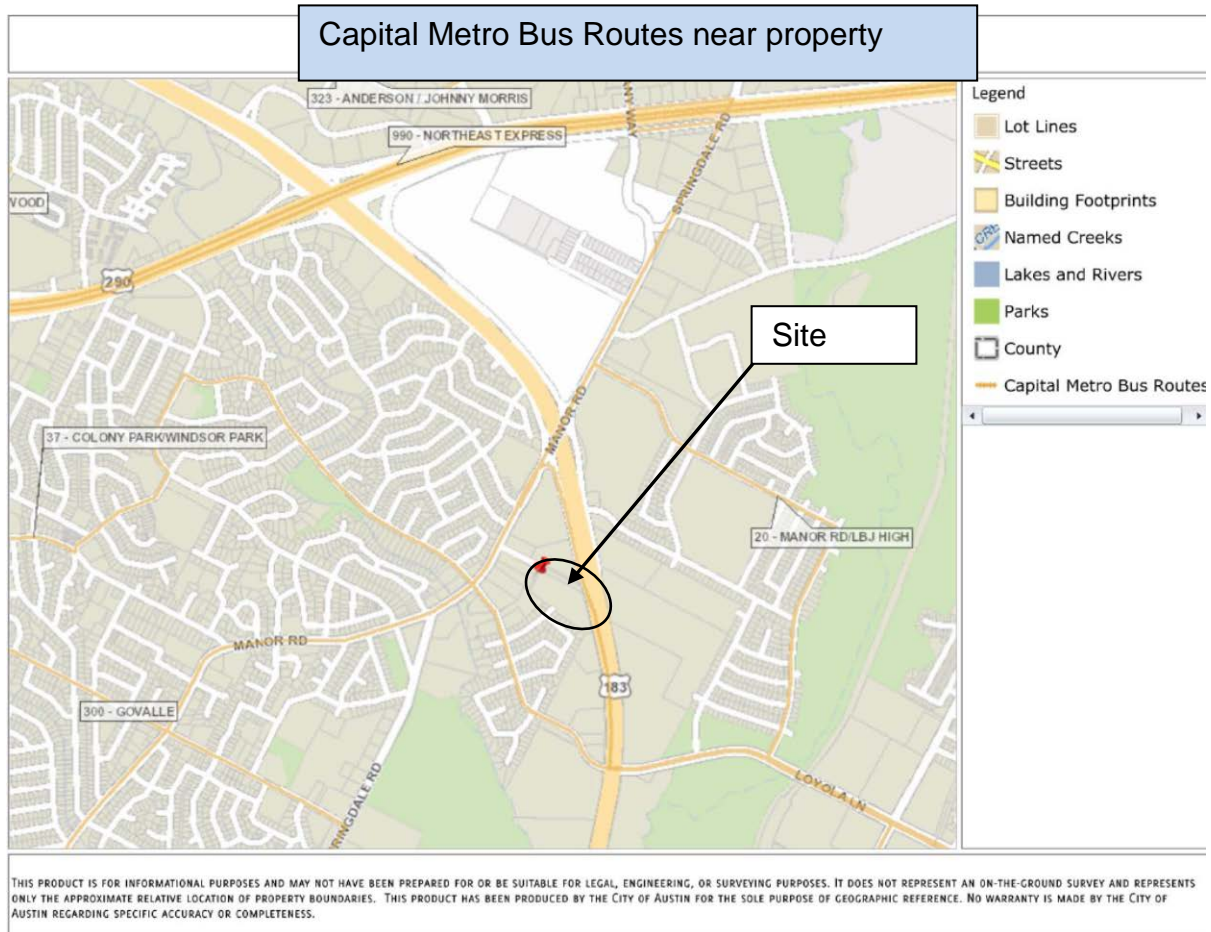 Capital Metro Bus Routes near property
323 - ANDERSON / JOHNNY MORRIS
990 - NORTHEAST EXPRESS
WOOD
290
SPRINGDALE RD
Site
MANOR RD
37 - COLONY PARK/WINDSOR PARK
20 - MANOR RD/LBJ HIGH
MANOR RD
183
300 - GOVALLE
LOYOLA LN
RINGDALE RD
Legend
Lot Lines
Streets
Building Footprints
Named Creeks
Lakes and Rivers
Parks
County
Capital Metro Bus Routes
THIS PRODUCT IS FOR INFORMATIONAL PURPOSES AND MAY NOT HAVE BEEN PREPARED FOR OR BE SUITABLE FOR LEGAL, ENGINEERING, OR SURVEYING PURPOSES. IT DOES NOT REPRESENT AN ON-THE-GROUND SURVEY AND REPRESENTS
ONLY THE APPROXIMATE RELATIVE LOCATION OF PROPERTY BOUNDARIES. THIS PRODUCT HAS BEEN PRODUCED BY THE CITY OF AUSTIN FOR THE SOLE PURPOSE OF GEOGRAPHIC REFERENCE. NO WARRANTY IS MADE BY THE CITY OF
AUSTIN REGARDING SPECIFIC ACCURACY OR COMPLETENESS.